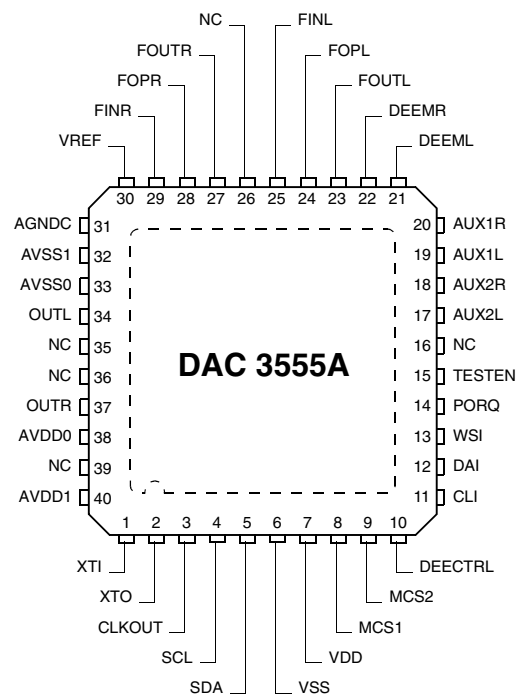 NC FINL
FOUTR FOPL
FOPR FOUTL
FINR DEEMR
VREF DEEML
30 29 28 27 26 25 24 23 22 21
AGNDC 31 20 AUX1R
AVSS1 32 19 AUX1L
AVSS0 33 18 AUX2R
OUTL 34 17 AUX2L
NC 35 16 NC
NC 36 15 TESTEN
OUTR 37 14 PORQ
AVDD0 38 13 WSI
NC 39 12 DAI
AVDD1 40 11 CLI
DAC 3555A
1 2 3 4 5 6 7 8 9 10
XTI DEECTRL
XTO MCS2
CLKOUT MCS1
SCL VDD
SDA VSS